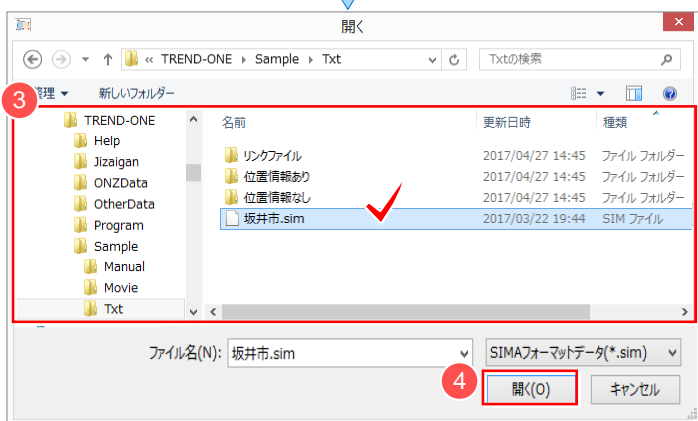 開く
« TREND-ONE Sample Txt
Txtの検索
3
整理
新しいフォルダー
TREND-ONE
Help
Jizaigan
ONZData
OtherData
Program
Sample
Manual
Movie
Txt
名前 更新日時 種類
リンクファイル 2017/04/27 14:45 ファイル フォルダー
位置情報あり 2017/04/27 14:45 ファイル フォルダー
位置情報なし 2017/04/27 14:45 ファイル フォルダー
坂井市.sim 2017/03/22 19:44 SIM ファイル
ファイル名(N): 坂井市.sim SIMAフォーマットデータ(*.sim)
4
開く(O) キャンセル